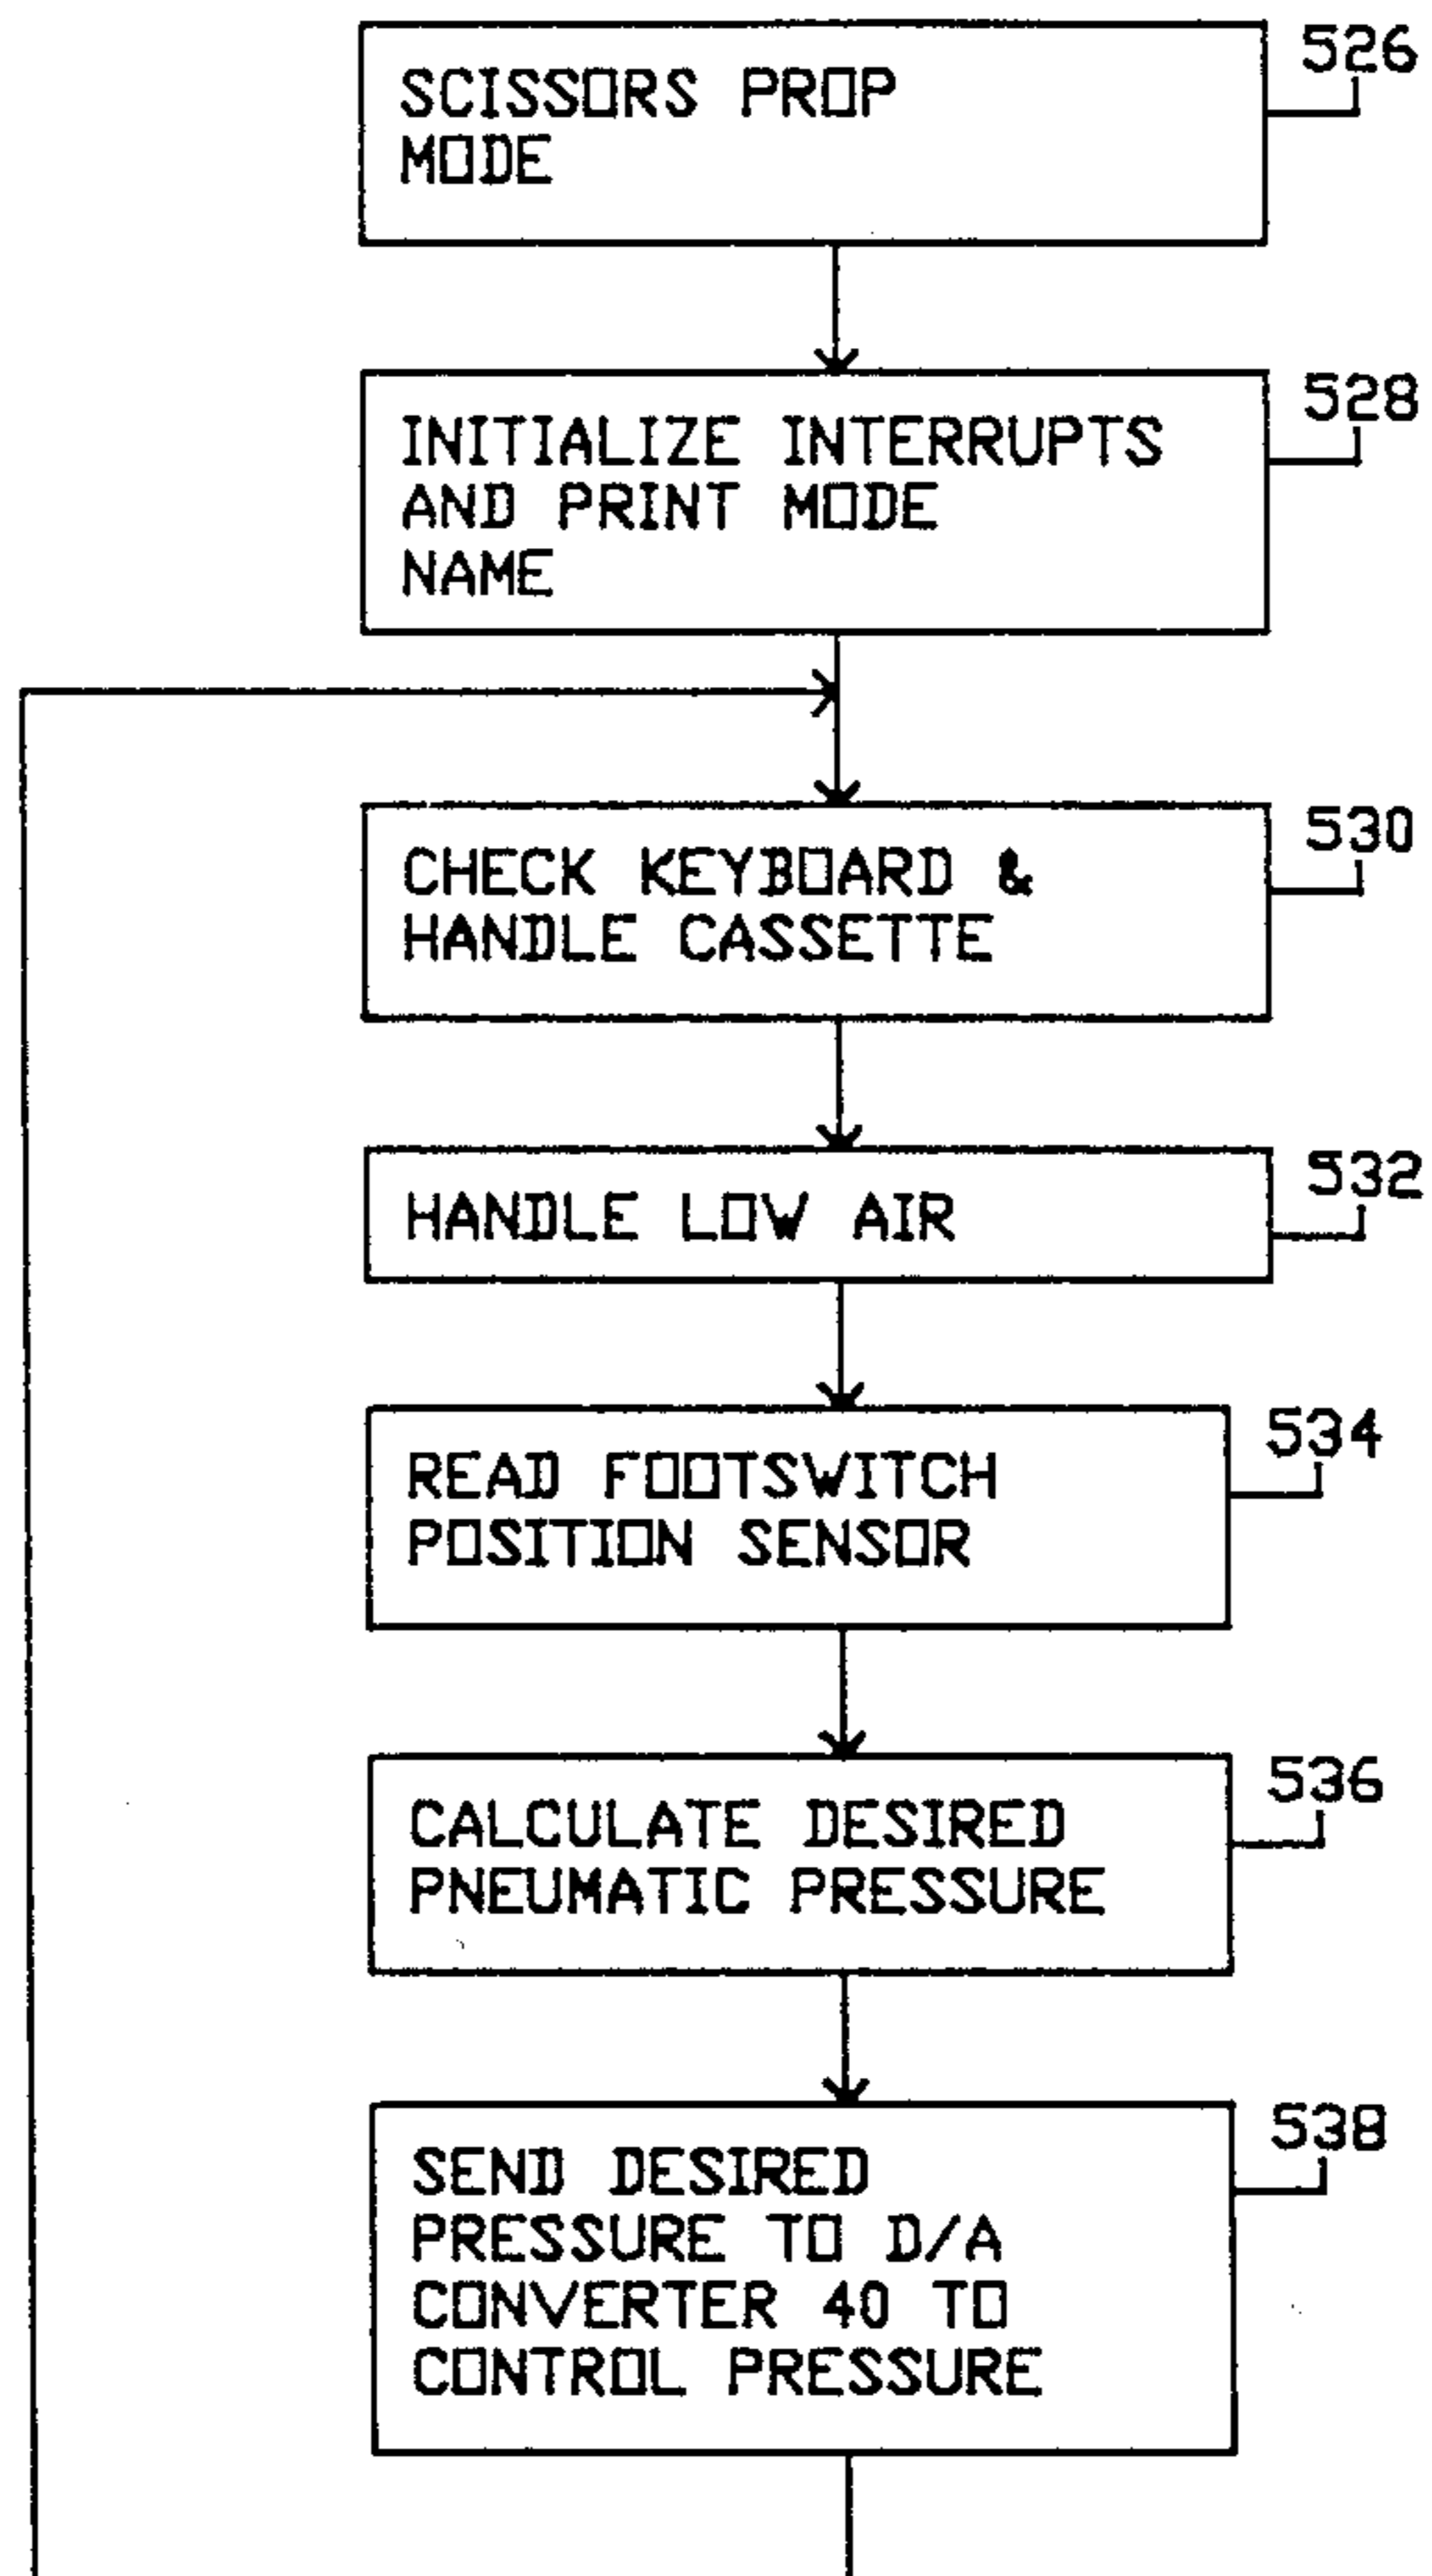 526
SCISSORS PROP
MODE
528
INITIALIZE INTERRUPTS
AND PRINT MODE
NAME
530
CHECK KEYBOARD &
HANDLE CASSETTE
532
HANDLE LOW AIR
534
READ FOOTSWITCH
POSITION SENSOR
536
CALCULATE DESIRED
PNEUMATIC PRESSURE
538
SEND DESIRED
PRESSURE TO D/A
CONVERTER 40 TO
CONTROL PRESSURE